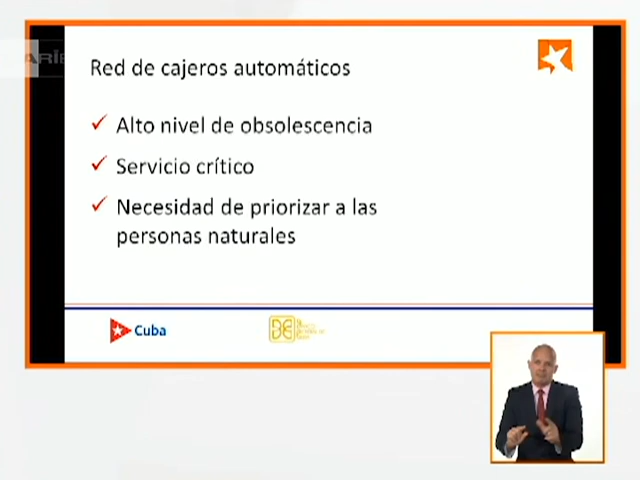 Red de cajeros automáticos
Alto nivel de obsolescencia
Servicio crítico
Necesidad de priorizar a las
personas naturales
Cuba